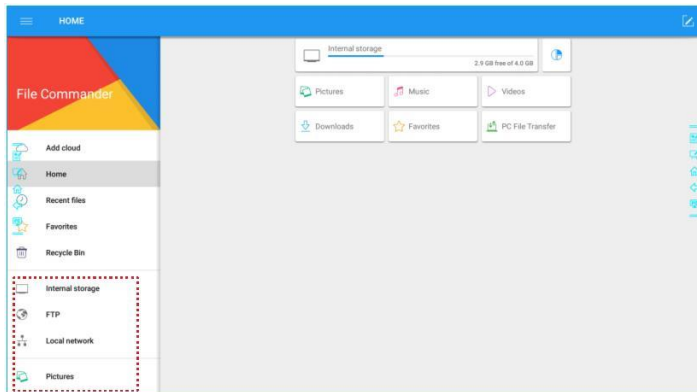 HOME
File Commander
Add cloud
Home
Recent files
Favorites
Recycle Bin
Internal storage
FTP
Local network
Pictures
Internal storage
2.9 GB free of 4.0 GB
Pictures
Music
Videos
Downloads
Favorites
PC File Transfer